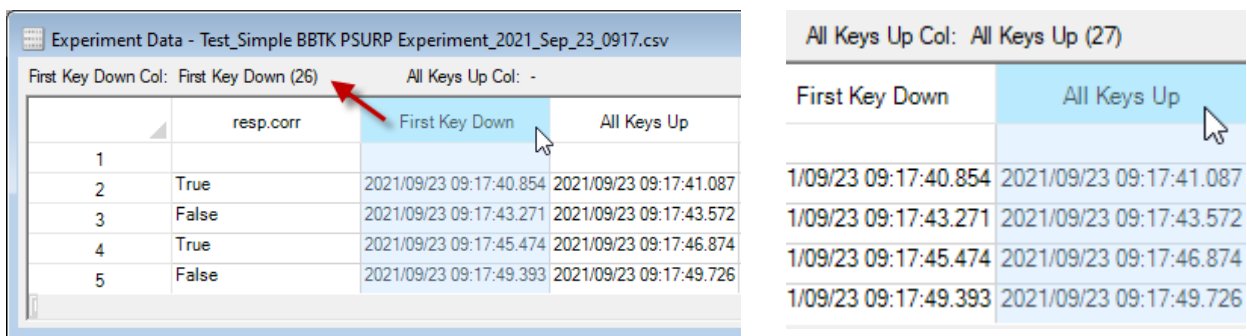 Experiment Data - Test_Simple BBTK PSURP Experiment_2021_Sep_23_0917.csv
First Key Down Col: First Key Down (26) All Keys Up Col: -
resp.corr First Key Down All Keys Up
1
2 True 2021/09/23 09:17:40.854 2021/09/23 09:17:41.087
3 False 2021/09/23 09:17:43.271 2021/09/23 09:17:43.572
4 True 2021/09/23 09:17:45.474 2021/09/23 09:17:46.874
5 False 2021/09/23 09:17:49.393 2021/09/23 09:17:49.726
All Keys Up Col: All Keys Up (27)
First Key Down All Keys Up
1/09/23 09:17:40.854 2021/09/23 09:17:41.087
1/09/23 09:17:43.271 2021/09/23 09:17:43.572
1/09/23 09:17:45.474 2021/09/23 09:17:46.874
1/09/23 09:17:49.393 2021/09/23 09:17:49.726